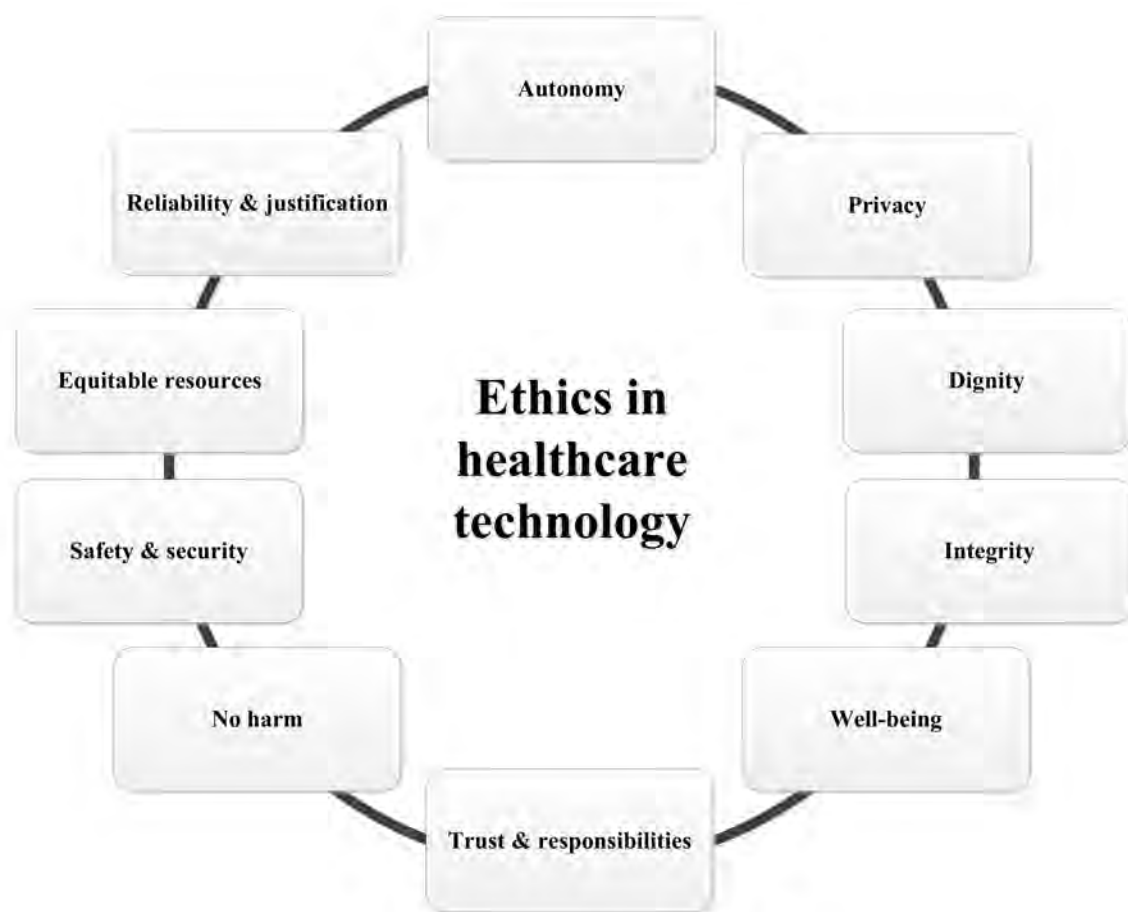 Autonomy
Privacy
Dignity
Integrity
Well-being
Trust & responsibilities
No harm
Safety & security
Equitable resources
Reliability & justification
Ethics in
healthcare
technology